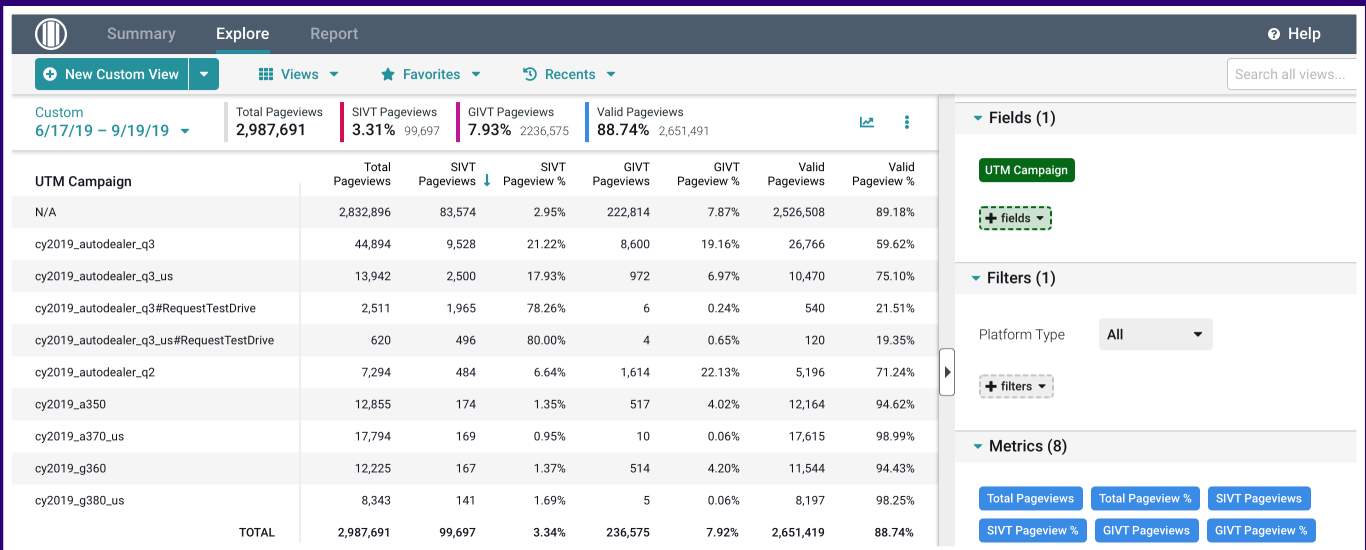 Summary Explore Report Help
New Custom View Views Favorites Recents Search all views...
Custom
6/17/19 – 9/19/19
Total Pageviews
2,987,691
SIVT Pageviews
3.31% 99,697
GIVT Pageviews
7.93% 2236,575
Valid Pageviews
88.74% 2,651,491
UTM Campaign Total Pageviews SIVT Pageviews SIVT Pageview % GIVT Pageviews GIVT Pageview % Valid Pageviews Valid Pageview %
N/A 2,832,896 83,574 2.95% 222,814 7.87% 2,526,508 89.18%
cy2019_autodealer_q3 44,894 9,528 21.22% 8,600 19.16% 26,766 59.62%
cy2019_autodealer_q3_us 13,942 2,500 17.93% 972 6.97% 10,470 75.10%
cy2019_autodealer_q3#RequestTestDrive 2,511 1,965 78.26% 6 0.24% 540 21.51%
cy2019_autodealer_q3_us#RequestTestDrive 620 496 80.00% 4 0.65% 120 19.35%
cy2019_autodealer_q2 7,294 484 6.64% 1,614 22.13% 5,196 71.24%
cy2019_a350 12,855 174 1.35% 517 4.02% 12,164 94.62%
cy2019_a370_us 17,794 169 0.95% 10 0.06% 17,615 98.99%
cy2019_g360 12,225 167 1.37% 514 4.20% 11,544 94.43%
cy2019_g380_us 8,343 141 1.69% 5 0.06% 8,197 98.25%
TOTAL 2,987,691 99,697 3.34% 236,575 7.92% 2,651,419 88.74%
Fields (1)
UTM Campaign
+ fields
Filters (1)
Platform Type All
+ filters
Metrics (8)
Total Pageviews Total Pageview % SIVT Pageviews
SIVT Pageview % GIVT Pageviews GIVT Pageview %